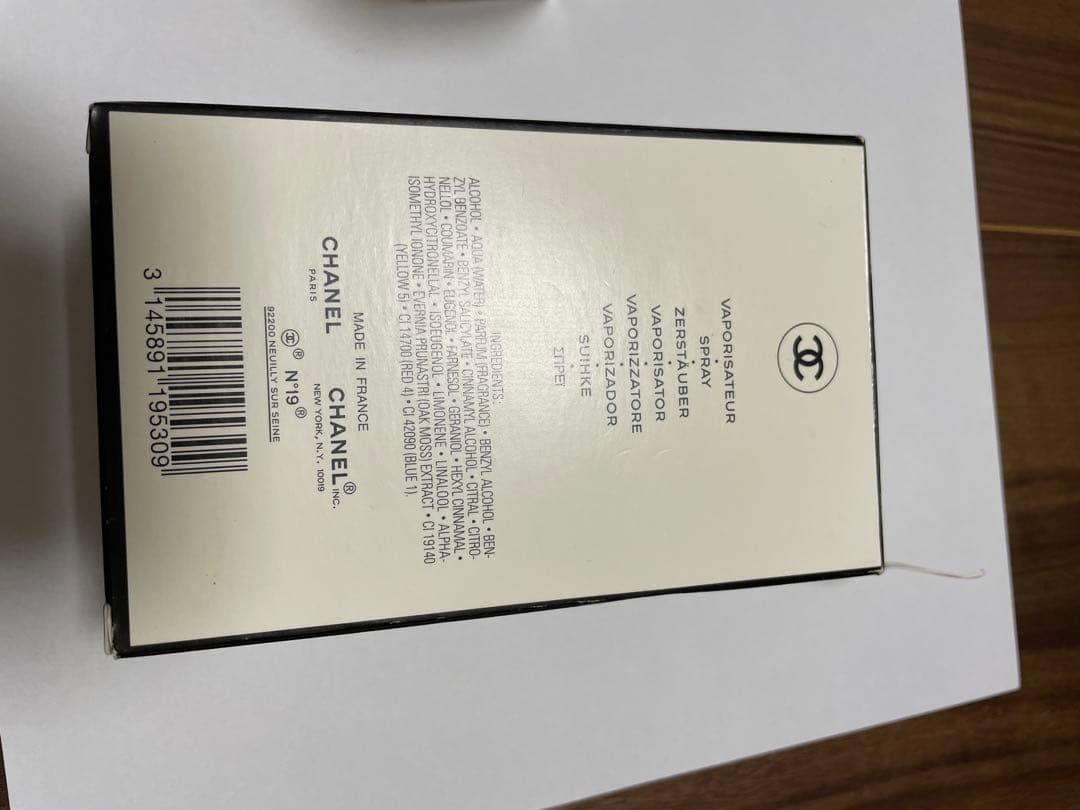 VAPORISATEUR
SPRAY
ZERSTÄUBER
VAPORISATOR
VAPORIZZATORE
VAPORIZADOR
SUIHKE
ΣΠΡΕΪ
INGREDIENTS:
ALCOHOL • AQUA (WATER) • PARFUM (FRAGRANCE) • BENZYL ALCOHOL • BEN-
ZYL BENZOATE • BENZYL SALICYLATE • CINNAMYL ALCOHOL • CITRAL • CITRO-
NELLOL • COUMARIN • EUGENOL • FARNESOL • GERANIOL • HEXYL CINNAMAL •
HYDROXYCITRONELLAL • ISOEUGENOL • LIMONENE • LINALOOL • ALPHA-
ISOMETHYL IONONE • EVERNIA PRUNASTRI (OAK MOSS) EXTRACT • CI 19140
(YELLOW 5) • CI 14700 (RED 4) • CI 42090 (BLUE 1).
MADE IN FRANCE
CHANEL CHANEL® INC.
PARIS NEW YORK, N.Y. 10019
® N°19®
92200 NEUILLY SUR SEINE
3 145891 195309